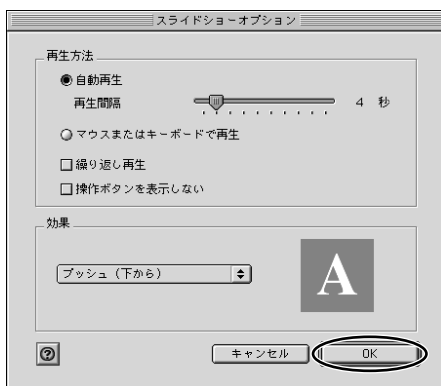 スライドショーオプション
再生方法
自動再生
再生間隔 4 秒
マウスまたはキーボードで再生
繰り返し再生
操作ボタンを表示しない
効果
プッシュ（下から）
A
? キャンセル OK